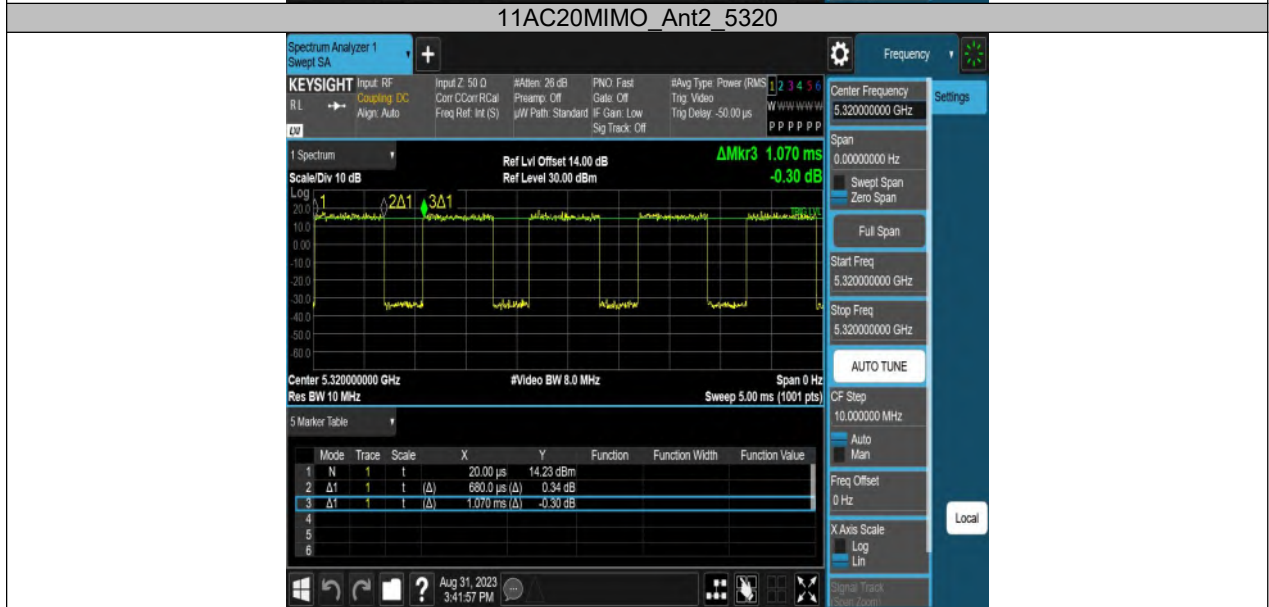 11AC20MIMO_Ant2_5320
Spectrum Analyzer 1
Swept SA
+
Frequency
KEYSIGHT
RL
LXI
Input: RF
Coupling: DC
Align: Auto
Input Z: 50 Ω
Corr CCorr RCal
Freq Ref: Int (S)
#Atten: 26 dB
Preamp: Off
µW Path: Standard
PNO: Fast
Gate: Off
IF Gain: Low
Sig Track: Off
#Avg Type: Power (RMS
Trig: Video
Trig Delay: -50.00 µs
1 2 3 4 5 6
W W W W W W
P P P P P P
Center Frequency
5.320000000 GHz
Settings
1 Spectrum
Scale/Div 10 dB
Ref Lvl Offset 14.00 dB
Ref Level 30.00 dBm
ΔMkr3 1.070 ms
-0.30 dB
Span
0.00000000 Hz
Swept Span
Zero Span
Log
1
2Δ1
3Δ1
TRIG LVL
20.0
10.0
0.00
-10.0
-20.0
-30.0
-40.0
-50.0
-60.0
Full Span
Start Freq
5.320000000 GHz
Stop Freq
5.320000000 GHz
AUTO TUNE
Center 5.320000000 GHz
#Video BW 8.0 MHz
Span 0 Hz
Res BW 10 MHz
Sweep 5.00 ms (1001 pts)
CF Step
10.000000 MHz
Auto
Man
5 Marker Table
Mode Trace Scale X Y Function Function Width Function Value
1 N 1 t 20.00 µs 14.23 dBm
2 Δ1 1 t (Δ) 680.0 µs (Δ) 0.34 dB
3 Δ1 1 t (Δ) 1.070 ms (Δ) -0.30 dB
4
5
6
Freq Offset
0 Hz
X Axis Scale
Log
Lin
Local
Signal Track
(Span Zoom)
?
Aug 31, 2023
3:41:57 PM